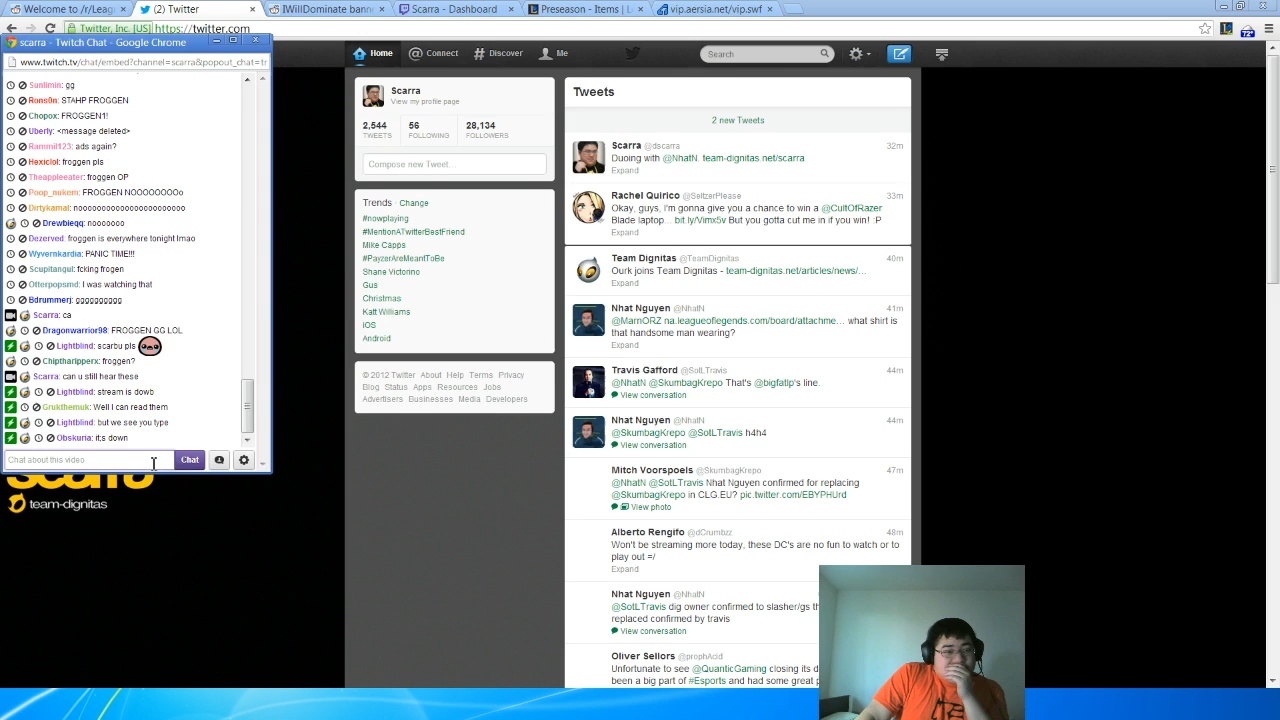 Welcome to /r/Leag
(2) Twitter
IWillDominate bann
Scarra - Dashboard
Preseason - Items | L
vip.aersia.net/vip.swf
Twitter, Inc. [US] https://twitter.com
72°
scarra - Twitch Chat - Google Chrome
www.twitch.tv/chat/embed?channel=scarra&popout_chat=tr
Sunlimin: gg
Rons0n: STAHP FROGGEN
Chopox: FROGGEN1!
Uberly: <message deleted>
Rammil123: ads again?
Hexiclol: froggen pls
Theappleeater: froggen OP
Poop_nukem: FROGGEN NOOOOOOOOo
Dirtykamal: noooooooooooooooooooooooo
Drewbieqq: nooooooo
Dezerved: froggen is everywhere tonight lmao
Wyvernkardia: PANIC TIME!!!
Scupitangul: fcking frogen
Otterpopsmd: I was watching that
Bdrummerj: gggggggggg
Scarra: ca
Dragonwarrior98: FROGGEN GG LOL
Lightblind: scarbu pls
Chiptharipperx: froggen?
Scarra: can u still hear these
Lightblind: stream is dowb
Grukthemuk: Well I can read them
Lightblind: but we see you type
Obskuria: it;s down
Chat about this video
Chat
scarra
team-dignitas
Home
Connect
# Discover
Me
Search
Scarra
View my profile page
2,544
TWEETS
56
FOLLOWING
28,134
FOLLOWERS
Compose new Tweet...
Trends · Change
#nowplaying
#MentionATwitterBestFriend
Mike Capps
#PayzerAreMeantToBe
Shane Victorino
Gus
Christmas
Katt Williams
iOS
Android
© 2012 Twitter About Help Terms Privacy
Blog Status Apps Resources Jobs
Advertisers Businesses Media Developers
Tweets
2 new Tweets
Scarra @dscarra 32m
Duoing with @NhatN. team-dignitas.net/scarra
Expand
Rachel Quirico @SeltzerPlease 33m
Okay, guys, I'm gonna give you a chance to win a @CultOfRazer
Blade laptop... bit.ly/Vimx5v But you gotta cut me in if you win! :P
Expand
Team Dignitas @TeamDignitas 40m
Ourk joins Team Dignitas - team-dignitas.net/articles/news/…
Expand
Nhat Nguyen @NhatN 41m
@MarnORZ na.leagueoflegends.com/board/attachme… what shirt is
that handsome man wearing?
Expand
Travis Gafford @SotLTravis 44m
@NhatN @SkumbagKrepo That's @bigfatlp's line.
View conversation
Nhat Nguyen @NhatN 44m
@SkumbagKrepo @SotLTravis h4h4
View conversation
Mitch Voorspoels @SkumbagKrepo 47m
@NhatN @SotLTravis Nhat Nguyen confirmed for replacing
@SkumbagKrepo in CLG.EU? pic.twitter.com/EBYPHUrd
View photo
Alberto Rengifo @dCrumbzz 48m
Won't be streaming more today, these DC's are no fun to watch or to
play out =/
Expand
Nhat Nguyen @NhatN
@SotLTravis dig owner confirmed to slasher/gs th
replaced confirmed by travis
View conversation
Oliver Sellors @prophAcid
Unfortunate to see @QuanticGaming closing its d
been a big part of #Esports and had some great p